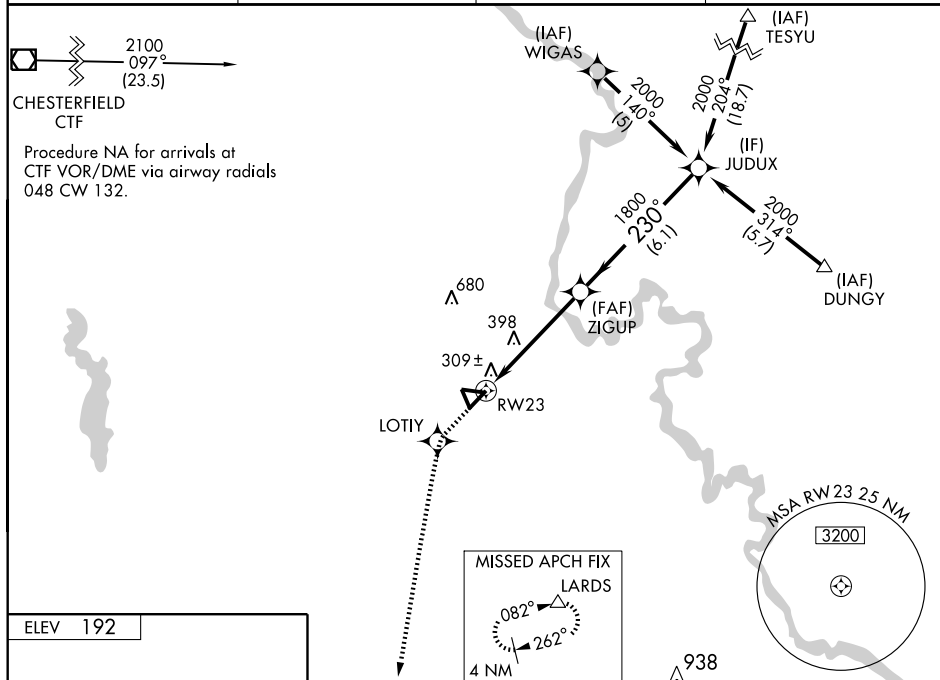 2100
097°
(23.5)
CHESTERFIELD
CTF
Procedure NA for arrivals at
CTF VOR/DME via airway radials
048 CW 132.
(IAF)
WIGAS
2000
140°
(5)
(IAF)
TESYU
2000
204°
(18.7)
(IF)
JUDUX
2000
314°
(5.7)
(IAF)
DUNGY
1800
230°
(6.1)
(FAF)
ZIGUP
680
398
309±
RW23
LOTIY
MSA RW 23 25 NM
3200
MISSED APCH FIX
LARDS
082°
262°
4 NM
938
ELEV 192